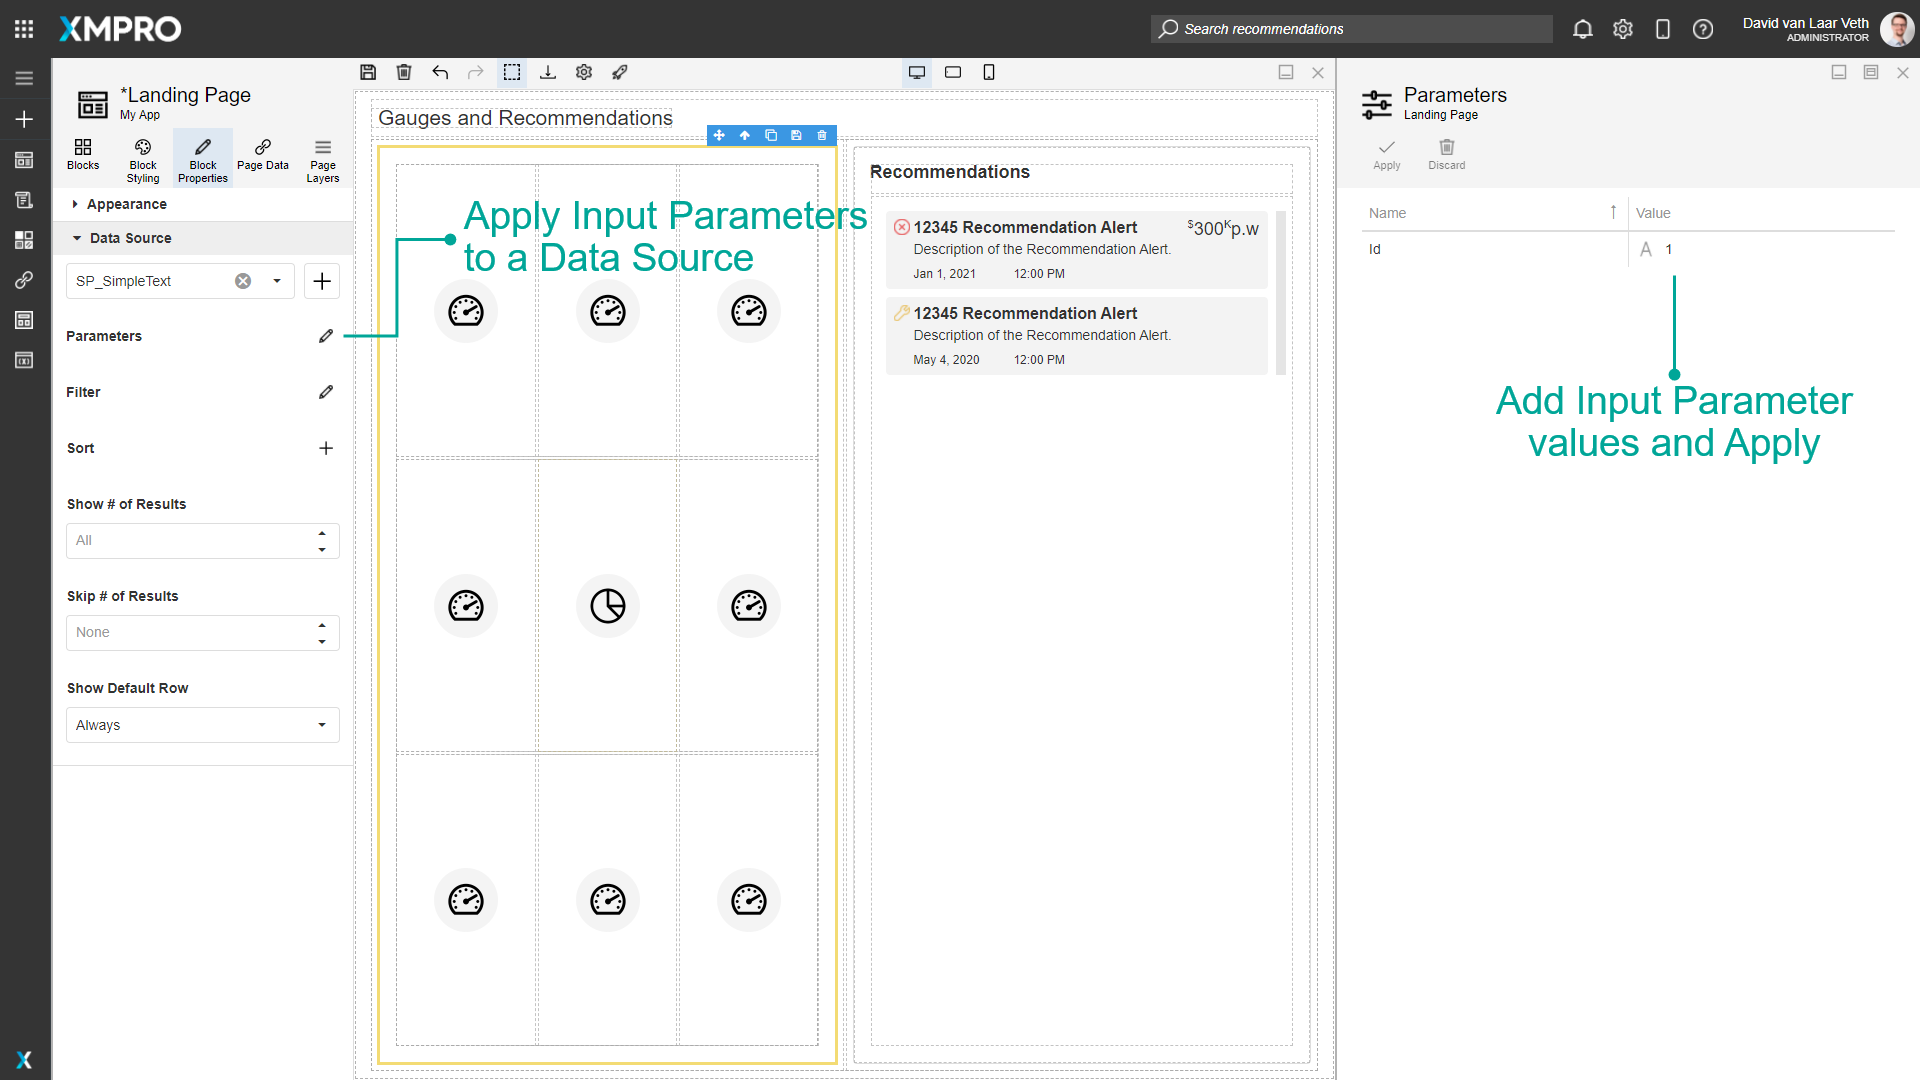 XMPRO
Search recommendations
David van Laar Veth
ADMINISTRATOR
*Landing Page
My App
Blocks
Block
Styling
Block
Properties
Page Data
Page
Layers
Appearance
Data Source
SP_SimpleText
Parameters
Filter
Sort
Show # of Results
All
Skip # of Results
None
Show Default Row
Always
Gauges and Recommendations
Apply Input Parameters
to a Data Source
Recommendations
12345 Recommendation Alert
$300Kp.w
Description of the Recommendation Alert.
Jan 1, 2021 12:00 PM
12345 Recommendation Alert
Description of the Recommendation Alert.
May 4, 2020 12:00 PM
Parameters
Landing Page
Apply
Discard
Name Value
Id A 1
Add Input Parameter
values and Apply
X